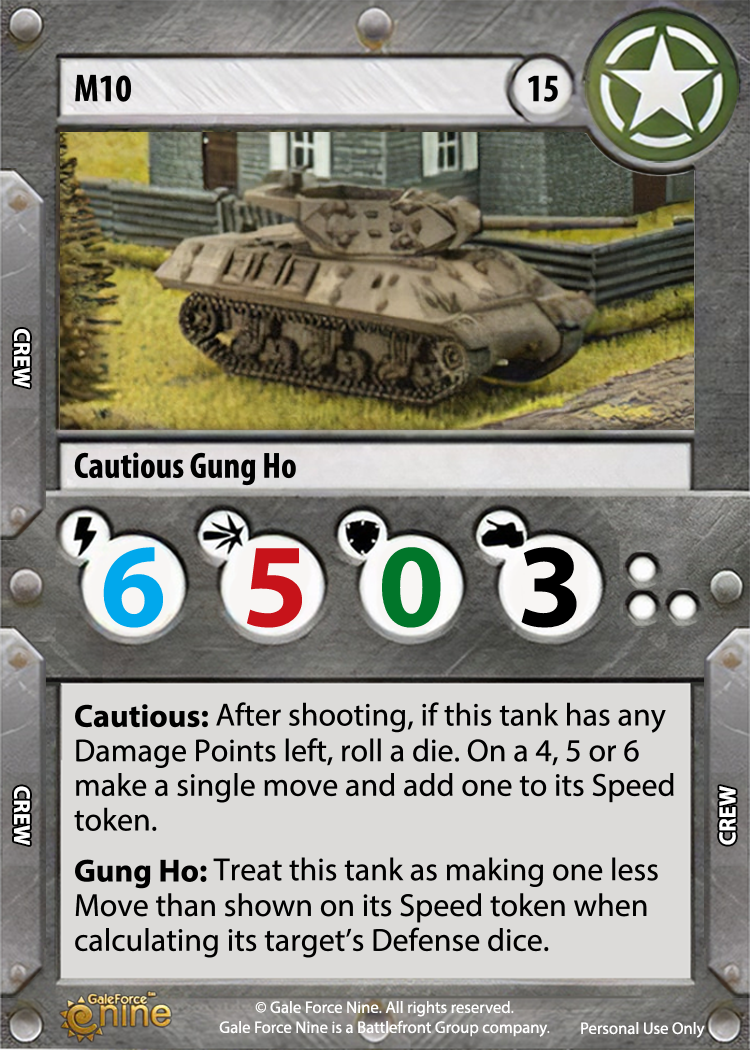 M10
15
CREW
Cautious Gung Ho
6 5 0 3
Cautious: After shooting, if this tank has any
Damage Points left, roll a die. On a 4, 5 or 6
make a single move and add one to its Speed
token.
CREW
CREW
Gung Ho: Treat this tank as making one less
Move than shown on its Speed token when
calculating its target's Defense dice.
GaleForce™
nine
© Gale Force Nine. All rights reserved.
Gale Force Nine is a Battlefront Group company.
Personal Use Only